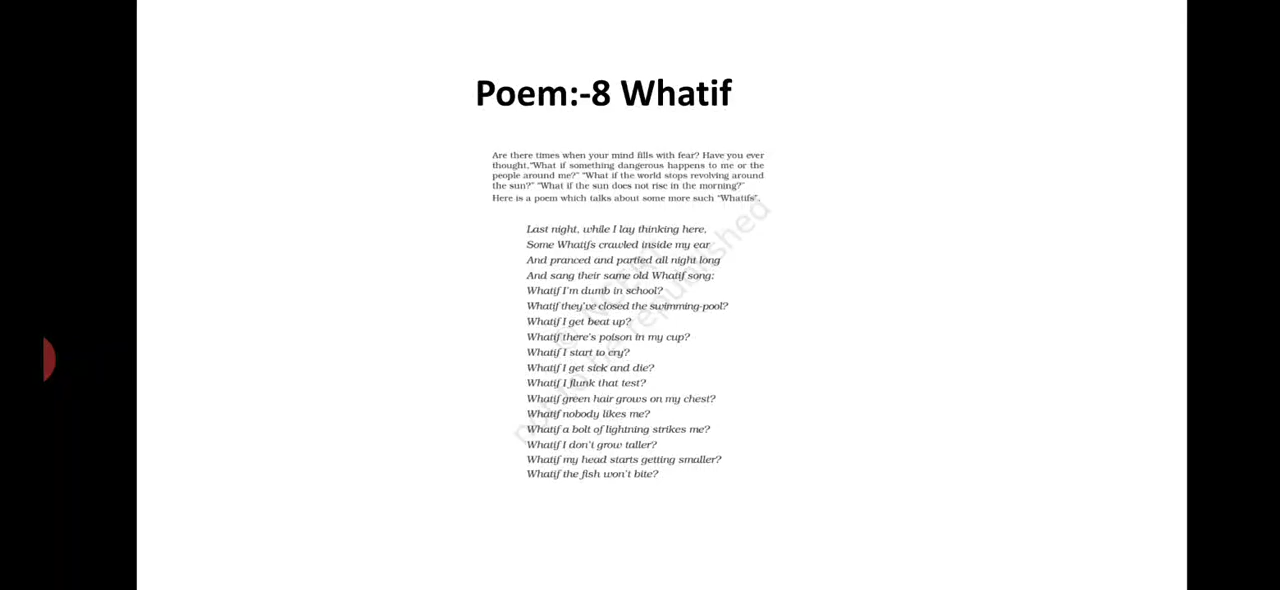 Poem:-8 Whatif
Are there times when your mind fills with fear? Have you ever
thought,"What if something dangerous happens to me or the
people around me?" "What if the world stops revolving around
the sun?" "What if the sun does not rise in the morning?"
Here is a poem which talks about some more such "Whatifs".
Last night, while I lay thinking here,
Some Whatifs crawled inside my ear
And pranced and partied all night long
And sang their same old Whatif song:
Whatif I'm dumb in school?
Whatif they've closed the swimming-pool?
Whatif I get beat up?
Whatif there's poison in my cup?
Whatif I start to cry?
Whatif I get sick and die?
Whatif I flunk that test?
Whatif green hair grows on my chest?
Whatif nobody likes me?
Whatif a bolt of lightning strikes me?
Whatif I don't grow taller?
Whatif my head starts getting smaller?
Whatif the fish won't bite?
© NCERT
not to be republished